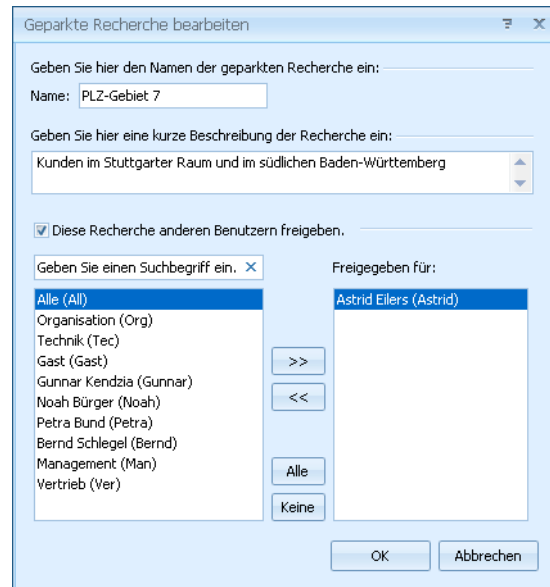 Geparkte Recherche bearbeiten
Geben Sie hier den Namen der geparkten Recherche ein:
Name: PLZ-Gebiet 7
Geben Sie hier eine kurze Beschreibung der Recherche ein:
Kunden im Stuttgarter Raum und im südlichen Baden-Württemberg
Diese Recherche anderen Benutzern freigeben.
Geben Sie einen Suchbegriff ein.
Freigegeben für:
Alle (All)
Organisation (Org)
Technik (Tec)
Gast (Gast)
Gunnar Kendzia (Gunnar)
Noah Bürger (Noah)
Petra Bund (Petra)
Bernd Schlegel (Bernd)
Management (Man)
Vertrieb (Ver)
>>
<<
Alle
Keine
Astrid Eilers (Astrid)
OK
Abbrechen